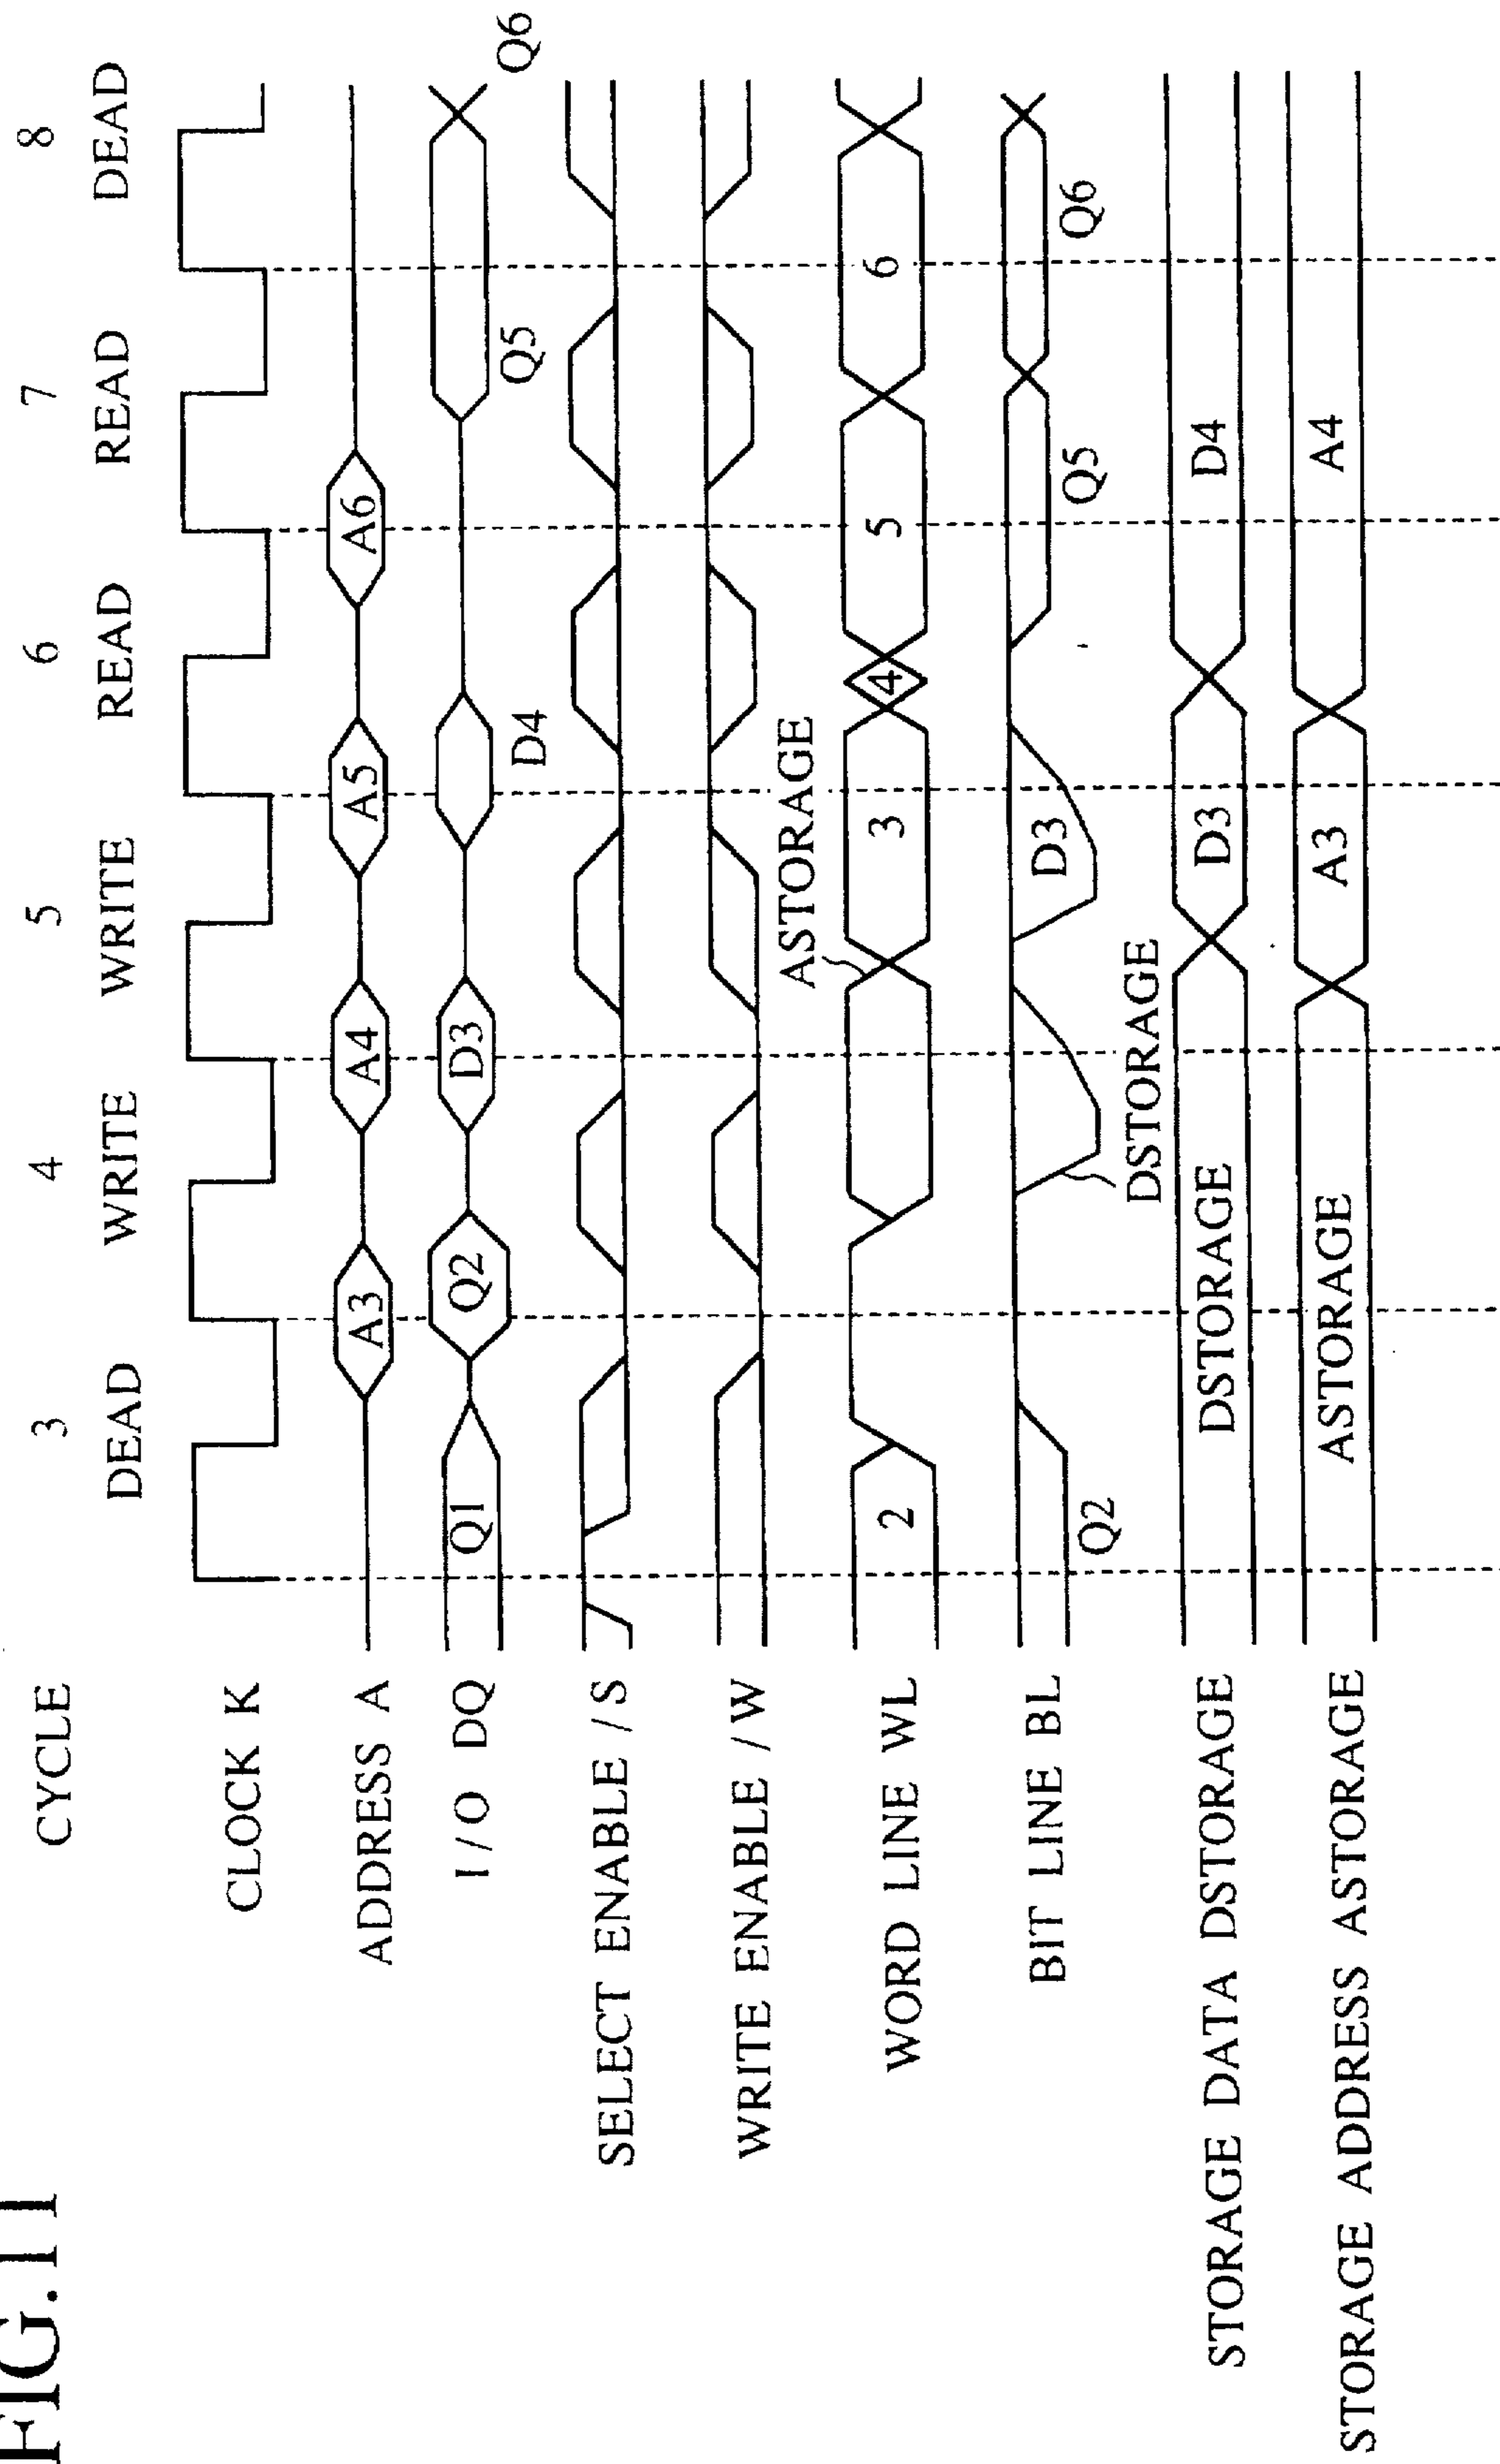 FIG.11
CYCLE 3 4 5 6 7 8
DEAD WRITE WRITE READ READ DEAD
CLOCK K
ADDRESS A A3 A4 A5 A6
I/O DQ Q1 Q2 D3 D4 Q5 Q6
SELECT ENABLE /S
WRITE ENABLE /W
ASTORAGE
WORD LINE WL 2 3 4 5 6
BIT LINE BL Q2 D3 Q5 Q6
DSTORAGE
STORAGE DATA DSTORAGE DSTORAGE D3 D4
STORAGE ADDRESS ASTORAGE ASTORAGE A3 A4